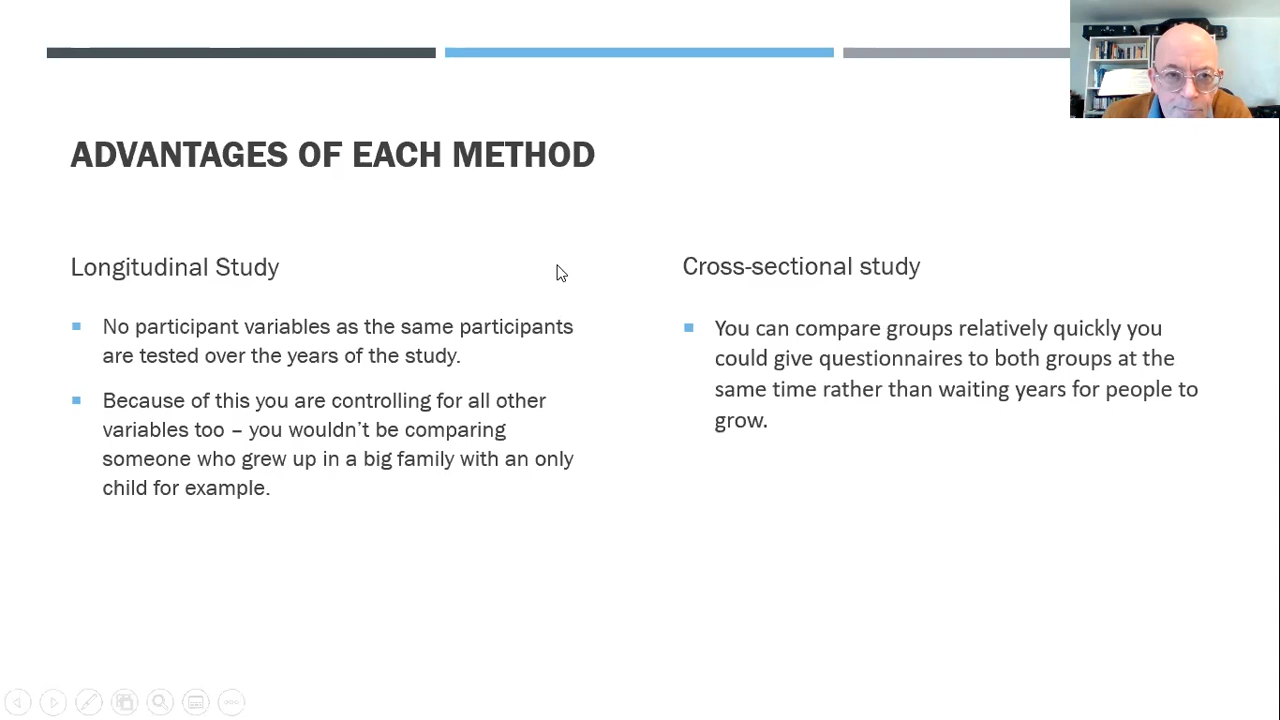 ADVANTAGES OF EACH METHOD
Longitudinal Study
No participant variables as the same participants
are tested over the years of the study.
Because of this you are controlling for all other
variables too – you wouldn't be comparing
someone who grew up in a big family with an only
child for example.
Cross-sectional study
You can compare groups relatively quickly you
could give questionnaires to both groups at the
same time rather than waiting years for people to
grow.